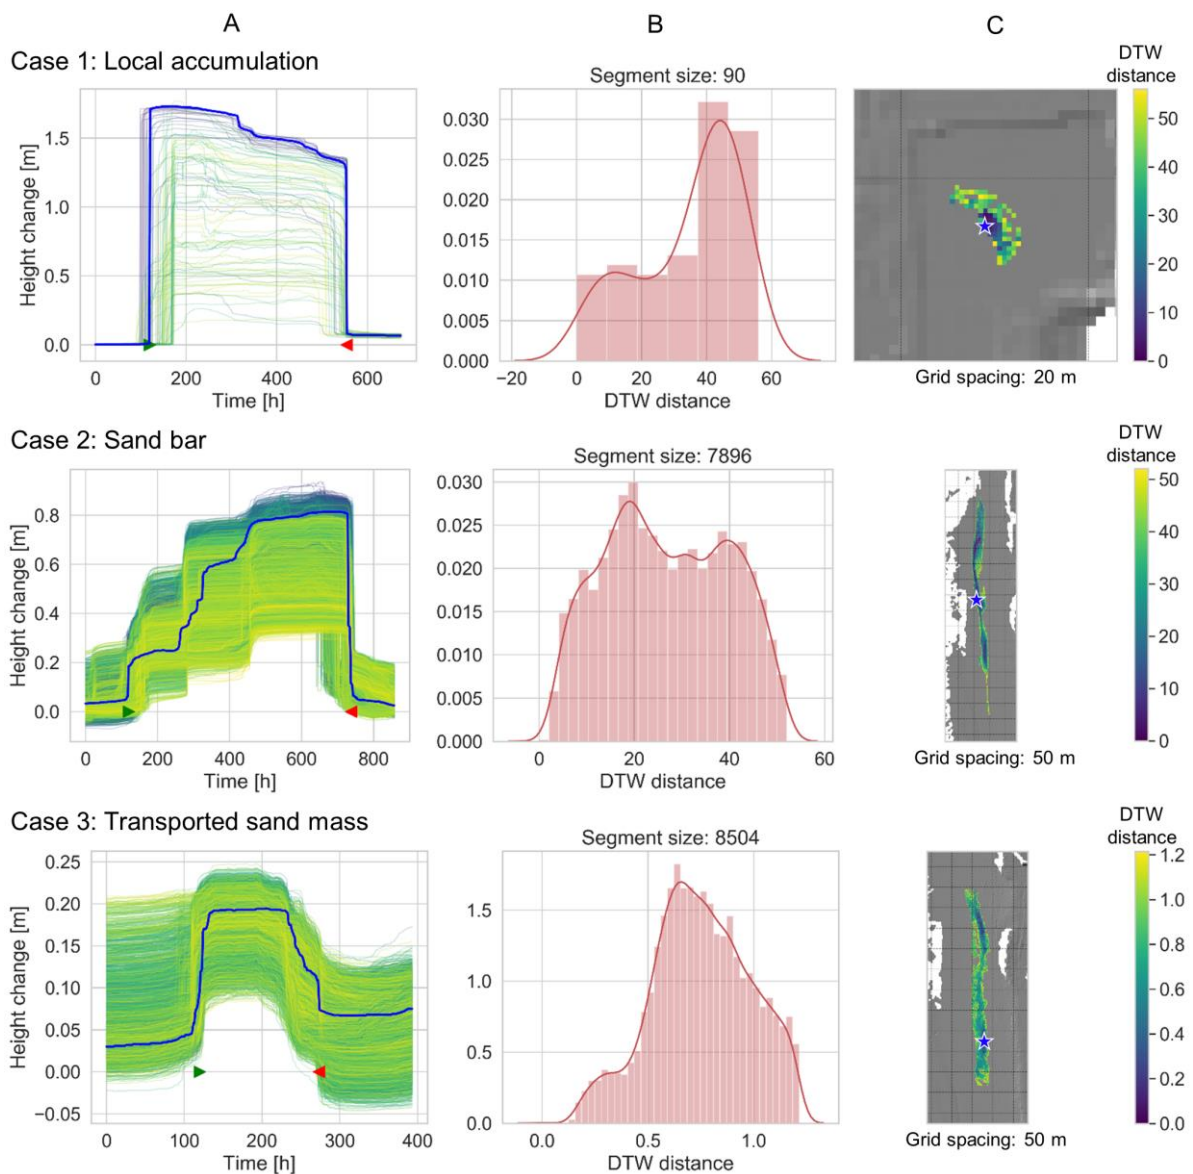 A
B
C
Case 1: Local accumulation
Segment size: 90
DTW
distance
Height change [m]
1.5
1.0
0.5
0.0
0
200
400
600
Time [h]
0.030
0.025
0.020
0.015
0.010
0.005
0.000
−20
0
20
40
60
DTW distance
50
40
30
20
10
0
Grid spacing: 20 m
Case 2: Sand bar
Segment size: 7896
DTW
distance
Height change [m]
0.8
0.6
0.4
0.2
0.0
0
200
400
600
800
Time [h]
0.030
0.025
0.020
0.015
0.010
0.005
0.000
0
20
40
60
DTW distance
50
40
30
20
10
0
Grid spacing: 50 m
Case 3: Transported sand mass
Segment size: 8504
DTW
distance
Height change [m]
0.25
0.20
0.15
0.10
0.05
0.00
−0.05
0
100
200
300
400
Time [h]
1.5
1.0
0.5
0.0
0.0
0.5
1.0
DTW distance
1.2
1.0
0.8
0.6
0.4
0.2
0.0
Grid spacing: 50 m